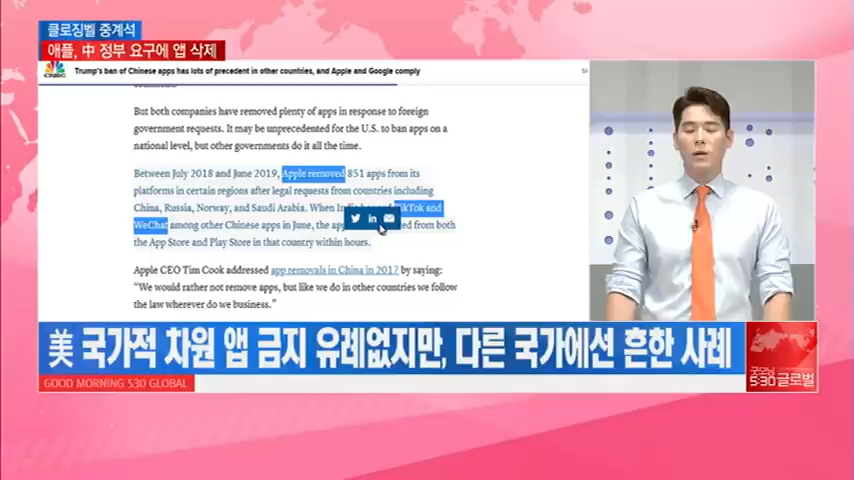 클로징벨 중계석
애플, 中 정부 요구에 앱 삭제
CNBC
Trump's ban of Chinese apps has lots of precedent in other countries, and Apple and Google comply
But both companies have removed plenty of apps in response to foreign
government requests. It may be unprecedented for the U.S. to ban apps on a
national level, but other governments do it all the time.
Between July 2018 and June 2019, Apple removed 851 apps from its
platforms in certain regions after legal requests from countries including
China, Russia, Norway, and Saudi Arabia. When TikTok and
WeChat among other Chinese apps in June, the from both
the App Store and Play Store in that country within hours.
Apple CEO Tim Cook addressed app removals in China in 2017 by saying:
“We would rather not remove apps, but like we do in other countries we follow
the law wherever do we business.”
美 국가적 차원 앱 금지 유례없지만, 다른 국가에선 흔한 사례
GOOD MORNING 530 GLOBAL
굿모닝
5:30 글로벌